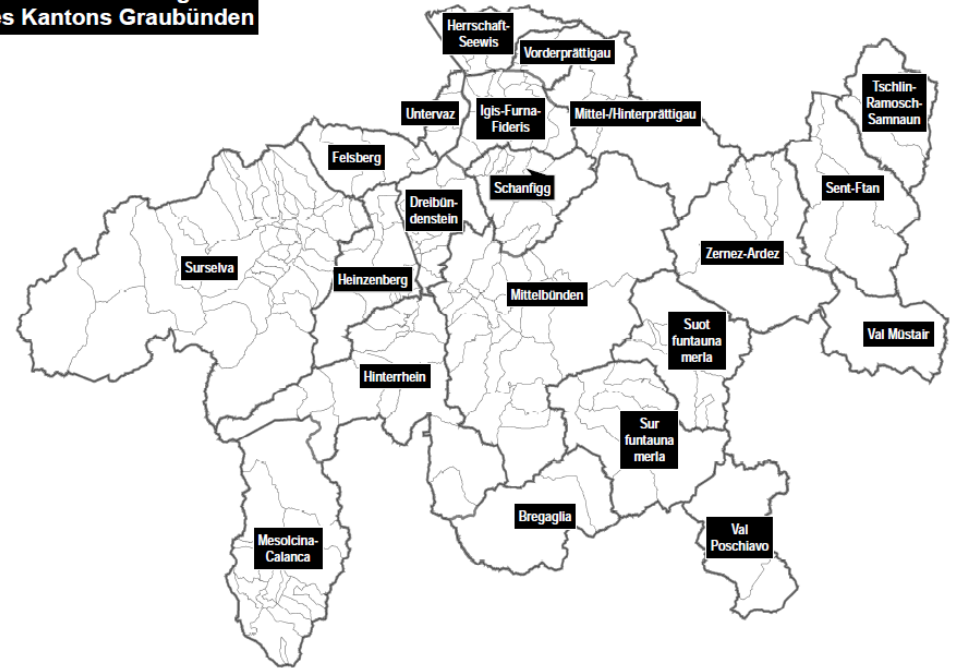 es Kantons Graubünden
Herrschaft-
Seewis
Vorderprättigau
Tschlin-
Ramosch-
Samnaun
Untervaz
Igis-Furna-
Fideris
Mittel-/Hinterprättigau
Felsberg
Schanfigg
Sent-Ftan
Dreibün-
denstein
Surselva
Heinzenberg
Zernez-Ardez
Mittelbünden
Suot
funtauna
merla
Val Müstair
Hinterrhein
Sur
funtauna
merla
Bregaglia
Val
Poschiavo
Mesolcina-
Calanca